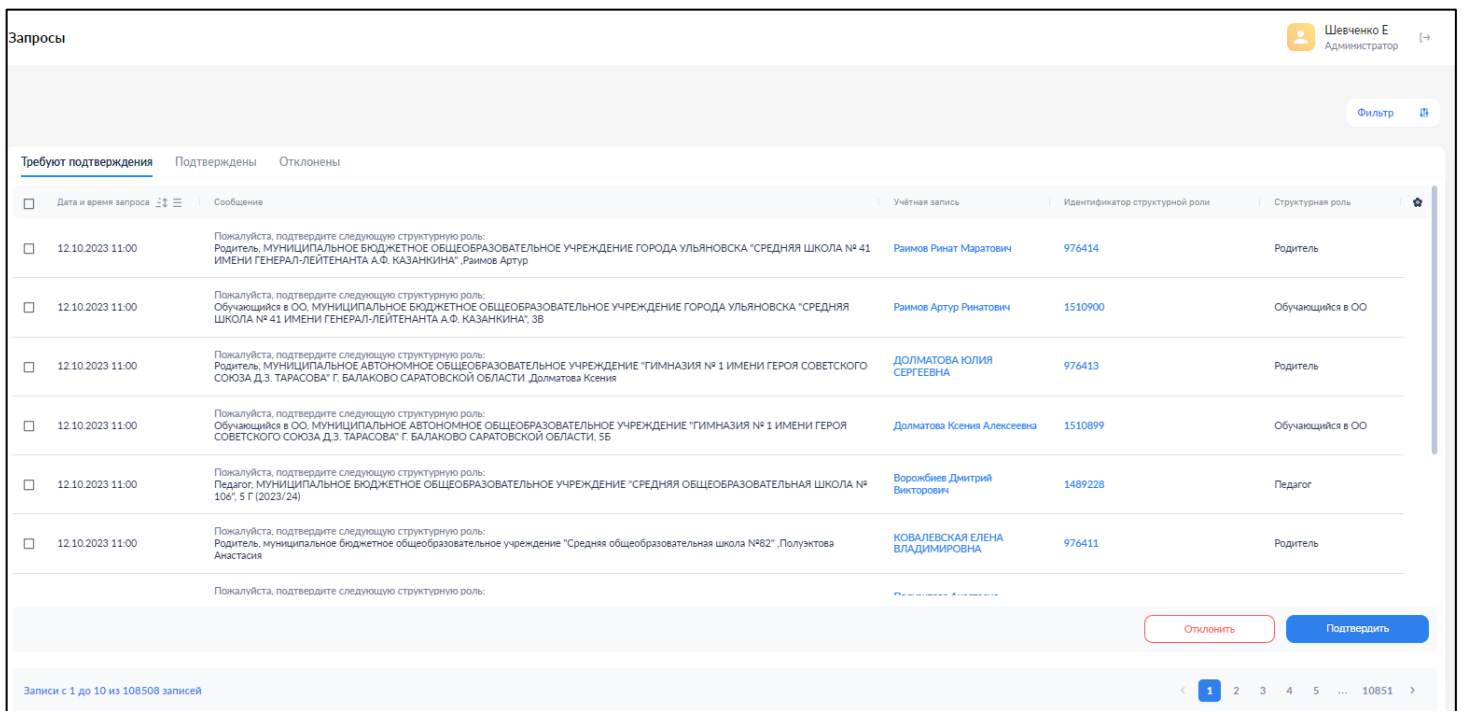 Запросы
Шевченко Е
Администратор
Фильтр
Требуют подтверждения Подтверждены Отклонены
Дата и время запроса Сообщение Учётная запись Идентификатор структурной роли Структурная роль
12.10.2023 11:00
Пожалуйста, подтвердите следующую структурную роль:
Родитель, МУНИЦИПАЛЬНОЕ БЮДЖЕТНОЕ ОБЩЕОБРАЗОВАТЕЛЬНОЕ УЧРЕЖДЕНИЕ ГОРОДА УЛЬЯНОВСКА "СРЕДНЯЯ ШКОЛА № 41
ИМЕНИ ГЕНЕРАЛ-ЛЕЙТЕНАНТА А.Ф. КАЗАНКИНА" ,Раимов Артур
Раимов Ринат Маратович
976414
Родитель
12.10.2023 11:00
Пожалуйста, подтвердите следующую структурную роль:
Обучающийся в ОО, МУНИЦИПАЛЬНОЕ БЮДЖЕТНОЕ ОБЩЕОБРАЗОВАТЕЛЬНОЕ УЧРЕЖДЕНИЕ ГОРОДА УЛЬЯНОВСКА "СРЕДНЯЯ
ШКОЛА № 41 ИМЕНИ ГЕНЕРАЛ-ЛЕЙТЕНАНТА А.Ф. КАЗАНКИНА", 3В
Раимов Артур Ринатович
1510900
Обучающийся в ОО
12.10.2023 11:00
Пожалуйста, подтвердите следующую структурную роль:
Родитель, МУНИЦИПАЛЬНОЕ АВТОНОМНОЕ ОБЩЕОБРАЗОВАТЕЛЬНОЕ УЧРЕЖДЕНИЕ "ГИМНАЗИЯ № 1 ИМЕНИ ГЕРОЯ СОВЕТСКОГО
СОЮЗА Д.З. ТАРАСОВА" Г. БАЛАКОВО САРАТОВСКОЙ ОБЛАСТИ ,Долматова Ксения
ДОЛМАТОВА ЮЛИЯ
СЕРГЕЕВНА
976413
Родитель
12.10.2023 11:00
Пожалуйста, подтвердите следующую структурную роль:
Обучающийся в ОО, МУНИЦИПАЛЬНОЕ АВТОНОМНОЕ ОБЩЕОБРАЗОВАТЕЛЬНОЕ УЧРЕЖДЕНИЕ "ГИМНАЗИЯ № 1 ИМЕНИ ГЕРОЯ
СОВЕТСКОГО СОЮЗА Д.З. ТАРАСОВА" Г. БАЛАКОВО САРАТОВСКОЙ ОБЛАСТИ, 5Б
Долматова Ксения Алексеевна
1510899
Обучающийся в ОО
12.10.2023 11:00
Пожалуйста, подтвердите следующую структурную роль:
Педагог, МУНИЦИПАЛЬНОЕ БЮДЖЕТНОЕ ОБЩЕОБРАЗОВАТЕЛЬНОЕ УЧРЕЖДЕНИЕ "СРЕДНЯЯ ОБЩЕОБРАЗОВАТЕЛЬНАЯ ШКОЛА №
106", 5 Г (2023/24)
Ворожбиев Дмитрий
Викторович
1489228
Педагог
12.10.2023 11:00
Пожалуйста, подтвердите следующую структурную роль:
Родитель, муниципальное бюджетное общеобразовательное учреждение "Средняя общеобразовательная школа №82" ,Полуэктова
Анастасия
КОВАЛЕВСКАЯ ЕЛЕНА
ВЛАДИМИРОВНА
976411
Родитель
Пожалуйста, подтвердите следующую структурную роль:
Отклонить Подтвердить
Записи с 1 до 10 из 108508 записей
1 2 3 4 5 ... 10851